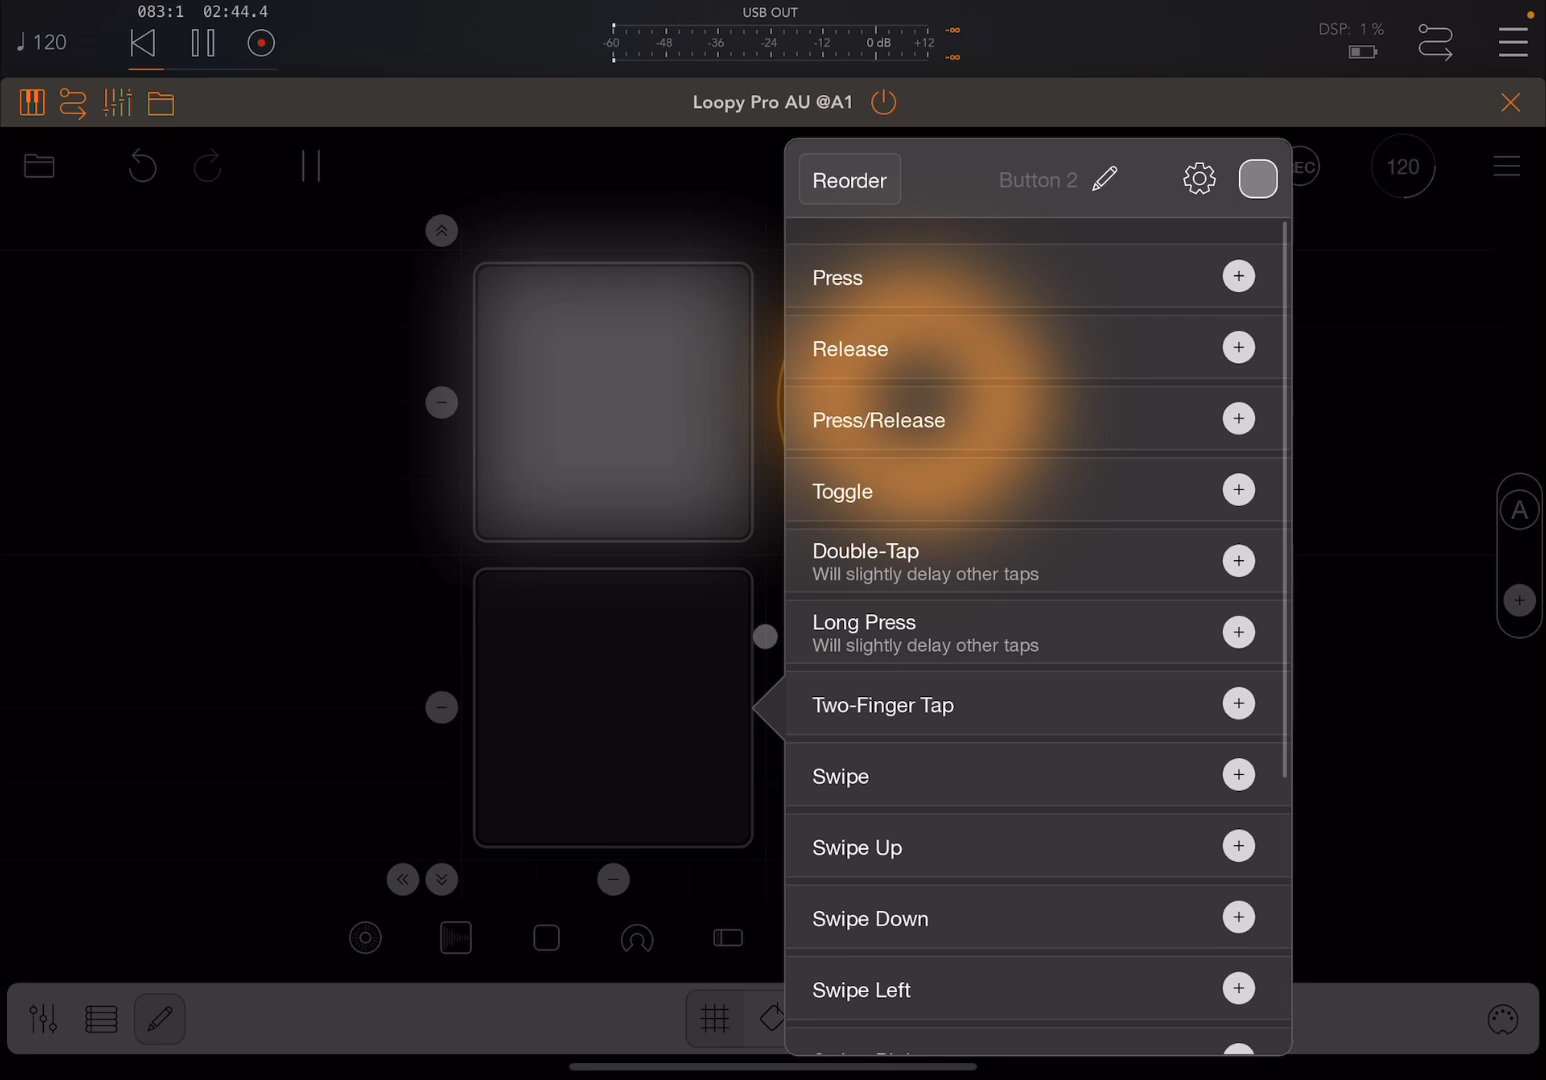 083:1 02:44.4
USB OUT
120
-60 -48 -36 -24 -12 0 dB +12
-∞
-∞
DSP: 1 %
Loopy Pro AU @A1
Reorder
Button 2
EC
120
Press
Release
Press/Release
Toggle
Double-Tap
Will slightly delay other taps
A
Long Press
Will slightly delay other taps
Two-Finger Tap
Swipe
Swipe Up
Swipe Down
Swipe Left